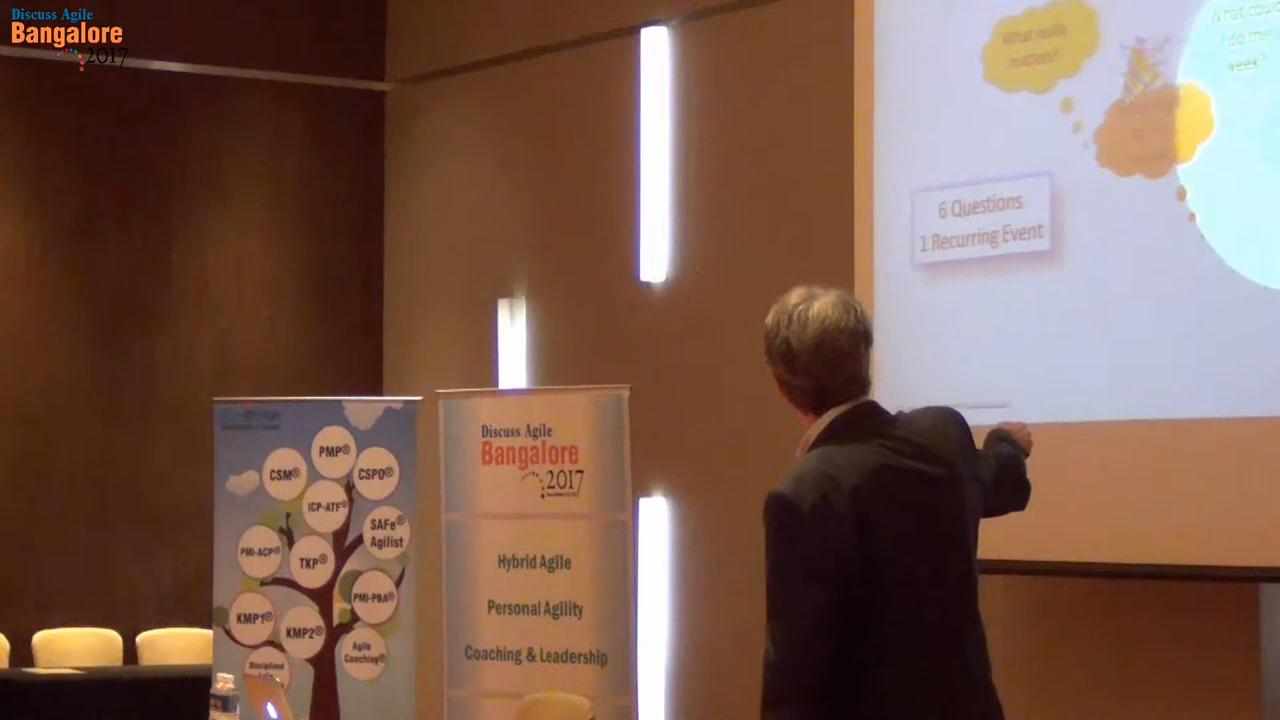 Discuss Agile
Bangalore
2017
What really
matters?
What could
I do this
week?
6 Questions
1 Recurring Event
PMP®
CSM®
CSPO®
ICP-ATF®
SAFe®
Agilist
PMI-ACP®
TKP®
PMI-PBA®
KMP1®
KMP2®
Agile
Coaching®
Disciplined
Discuss Agile
Bangalore
2017
Hybrid Agile
Personal Agility
Coaching & Leadership